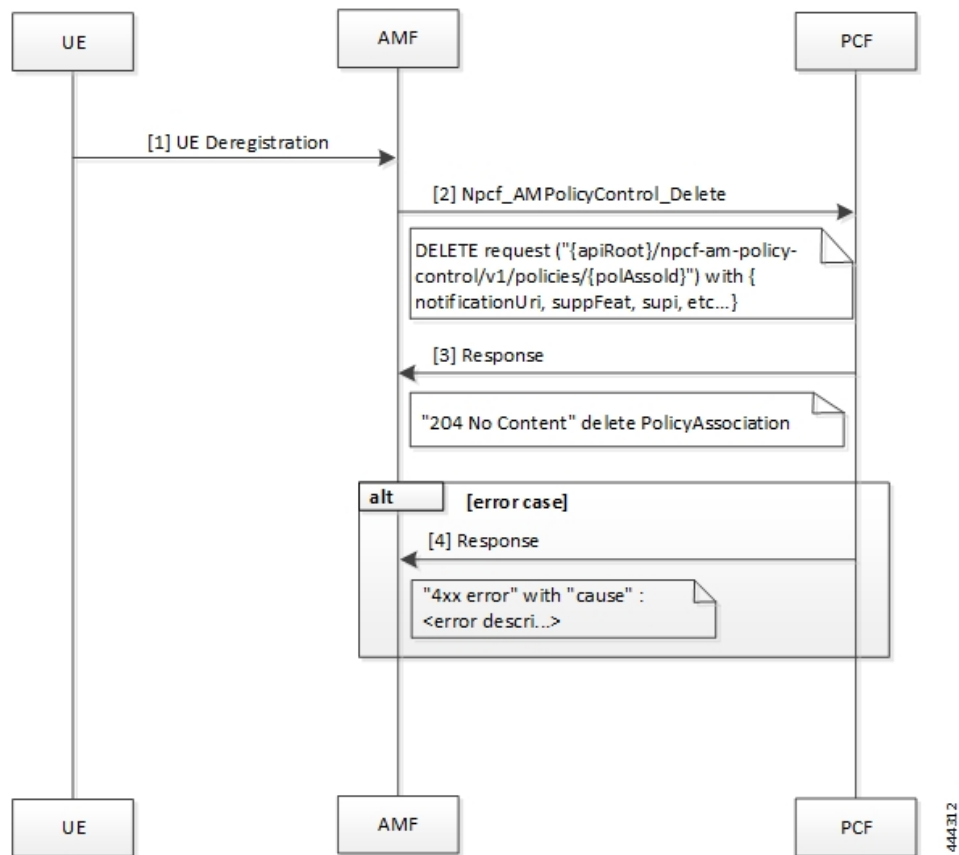 UE
AMF
PCF
[1] UE Deregistration
[2] Npcf_AMPolicyControl_Delete
DELETE request ("{apiRoot}/npcf-am-policy-
control/v1/policies/{polAssoId}") with {
notificationUri, suppFeat, supi, etc...}
[3] Response
"204 No Content" delete PolicyAssociation
alt
[error case]
[4] Response
"4xx error" with "cause" :
<error descri...>
UE
AMF
PCF
444312